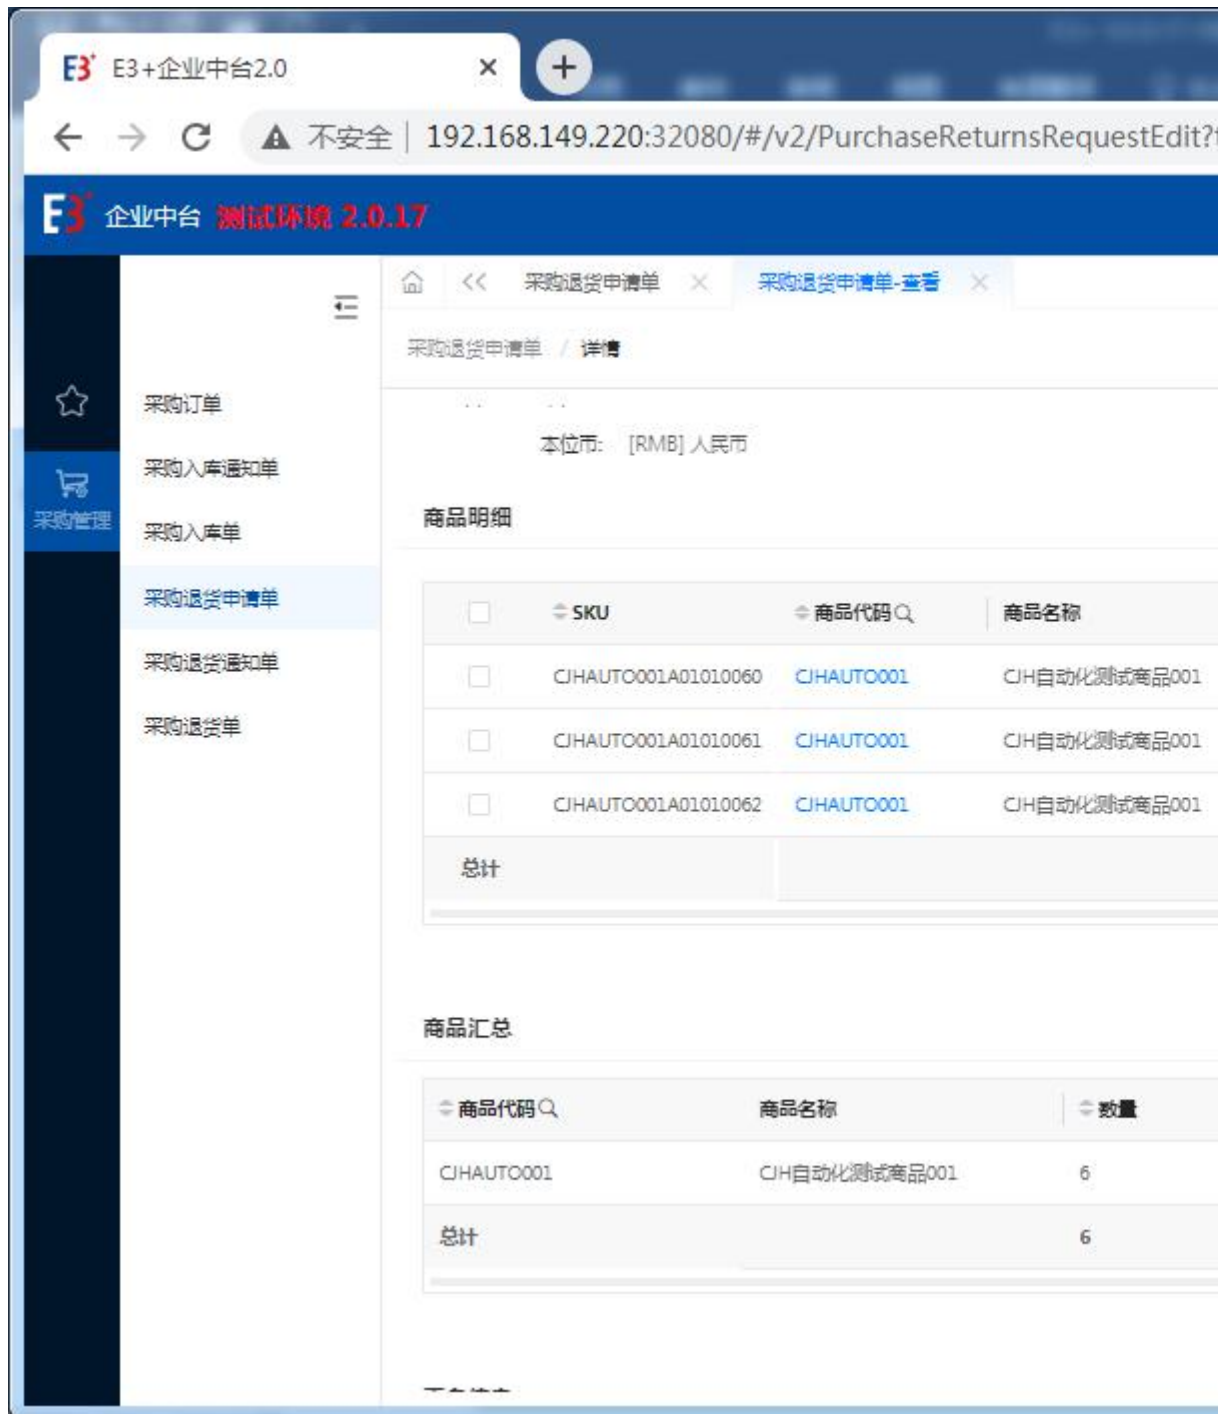 E3+ E3+企业中台2.0
不安全 192.168.149.220:32080/#/v2/PurchaseReturnsRequestEdit?
E3+ 企业中台 测试环境 2.0.17
采购退货申请单 采购退货申请单-查看
采购退货申请单 / 详情
采购管理
采购订单
采购入库通知单
采购入库单
采购退货申请单
采购退货通知单
采购退货单
本位币: [RMB] 人民币
商品明细
SKU 商品代码 商品名称
CJHAUTO001A01010060 CJHAUTO001 CJH自动化测试商品001
CJHAUTO001A01010061 CJHAUTO001 CJH自动化测试商品001
CJHAUTO001A01010062 CJHAUTO001 CJH自动化测试商品001
总计
商品汇总
商品代码 商品名称 数量
CJHAUTO001 CJH自动化测试商品001 6
总计 6